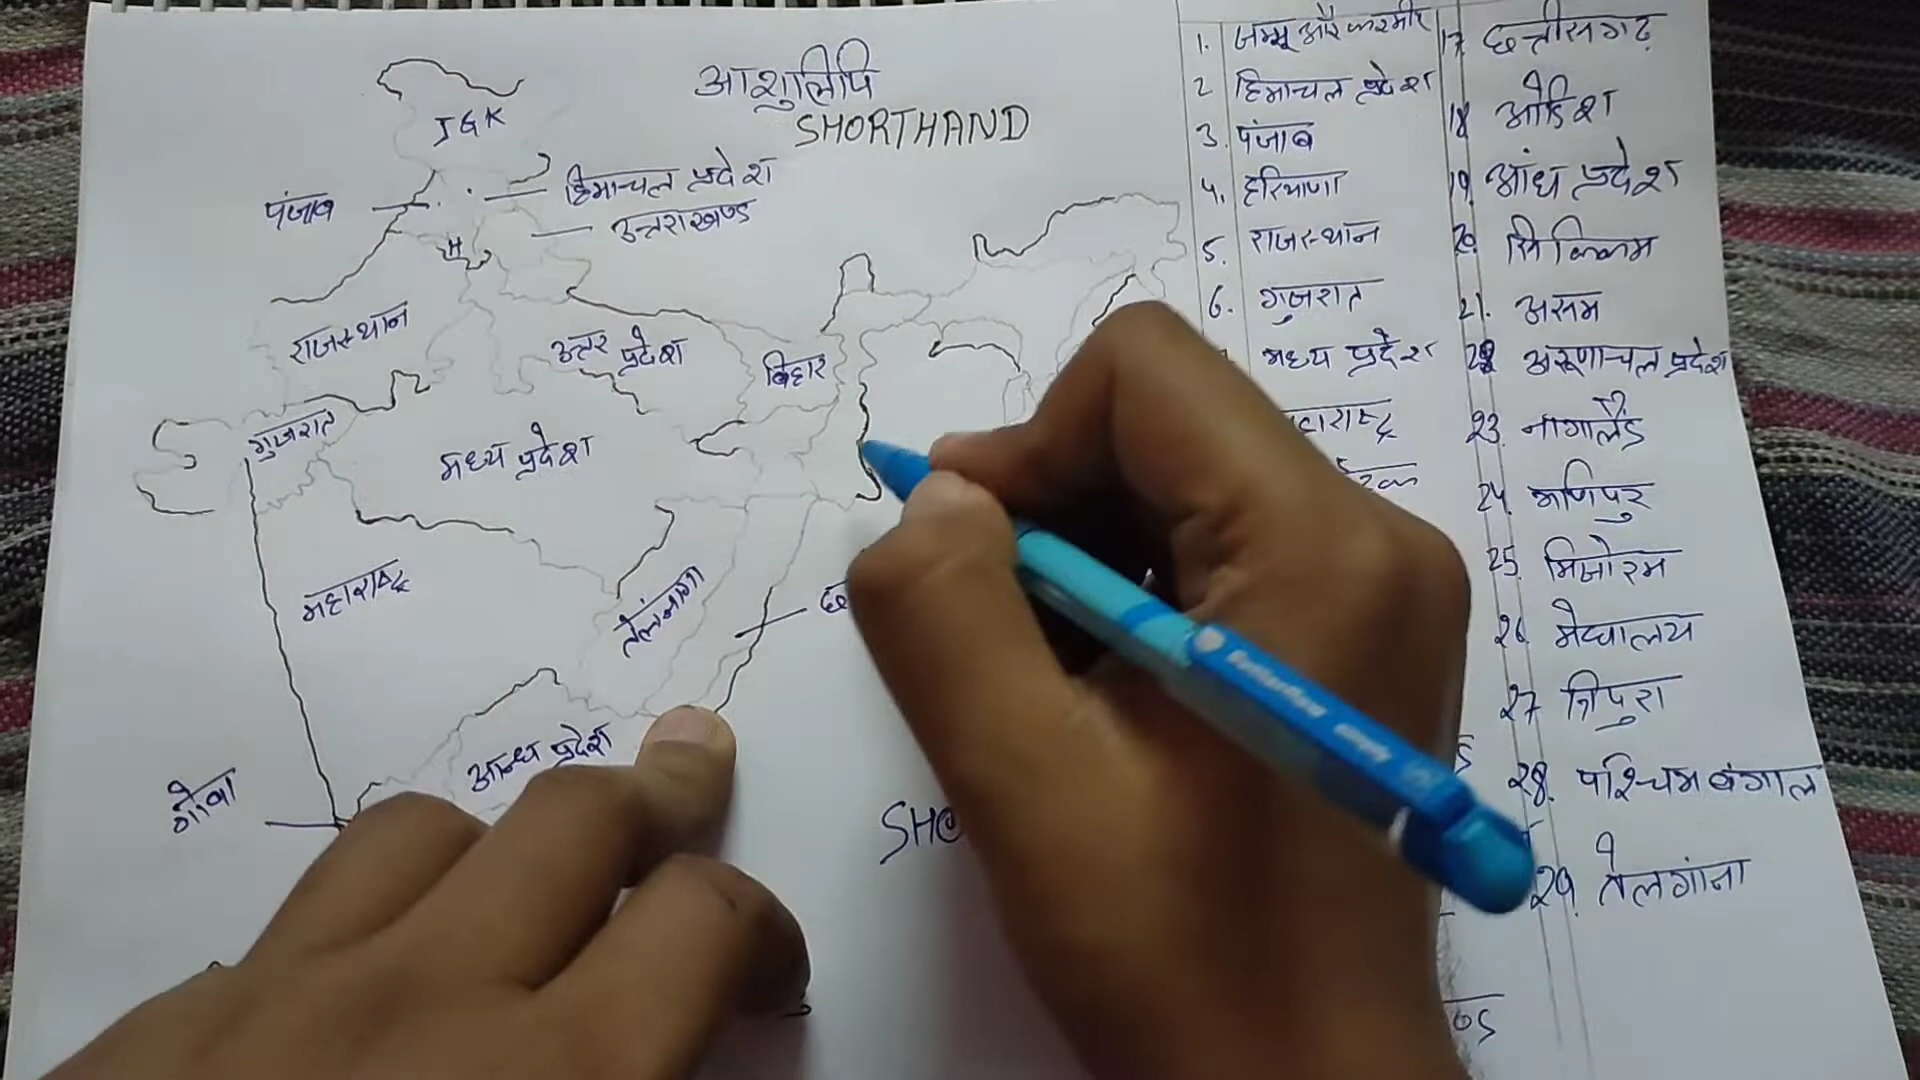 आशुलिपि
SHORTHAND
J&K
पंजाब
हिमाचल प्रदेश
उत्तराखण्ड
H
राजस्थान
उत्तर प्रदेश
बिहार
गुजरात
मध्य प्रदेश
महाराष्ट्र
तेलंनागा
छ
आन्ध्र प्रदेश
गोवा
1. जम्मू और कश्मीर
2 हिमाचल प्रदेश
3. पंजाब
4. हरियाणा
5. राजस्थान
6. गुजरात
मध्य प्रदेश
हाराष्ट्र
17 छत्तीसगढ़
18 ओडिशा
19 आंध्र प्रदेश
20 सिक्किम
21. असम
22 अरुणाचल प्रदेश
23. नागालैंड
24. मणिपुर
25. मिजोरम
26. मेघालय
27 त्रिपुरा
28. पश्चिम बंगाल
29. तेलगांना